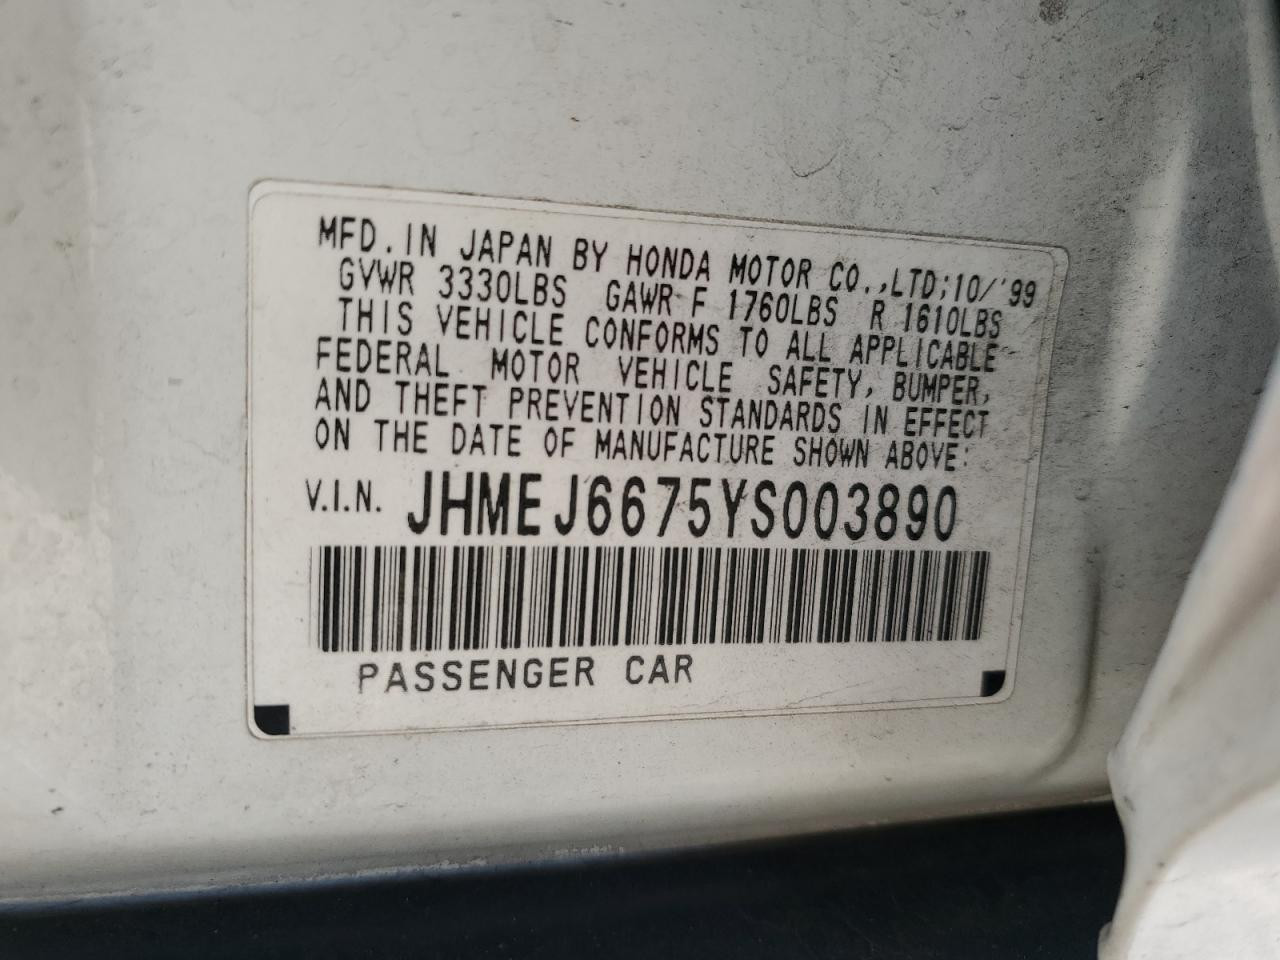 MFD. IN JAPAN BY HONDA MOTOR CO.,LTD;10/'99
GVWR 3330LBS GAWR F 1760LBS R 1610LBS
THIS VEHICLE CONFORMS TO ALL APPLICABLE
FEDERAL MOTOR VEHICLE SAFETY, BUMPER,
AND THEFT PREVENTION STANDARDS IN EFFECT
ON THE DATE OF MANUFACTURE SHOWN ABOVE:
V.I.N. JHMEJ6675YS003890
PASSENGER CAR